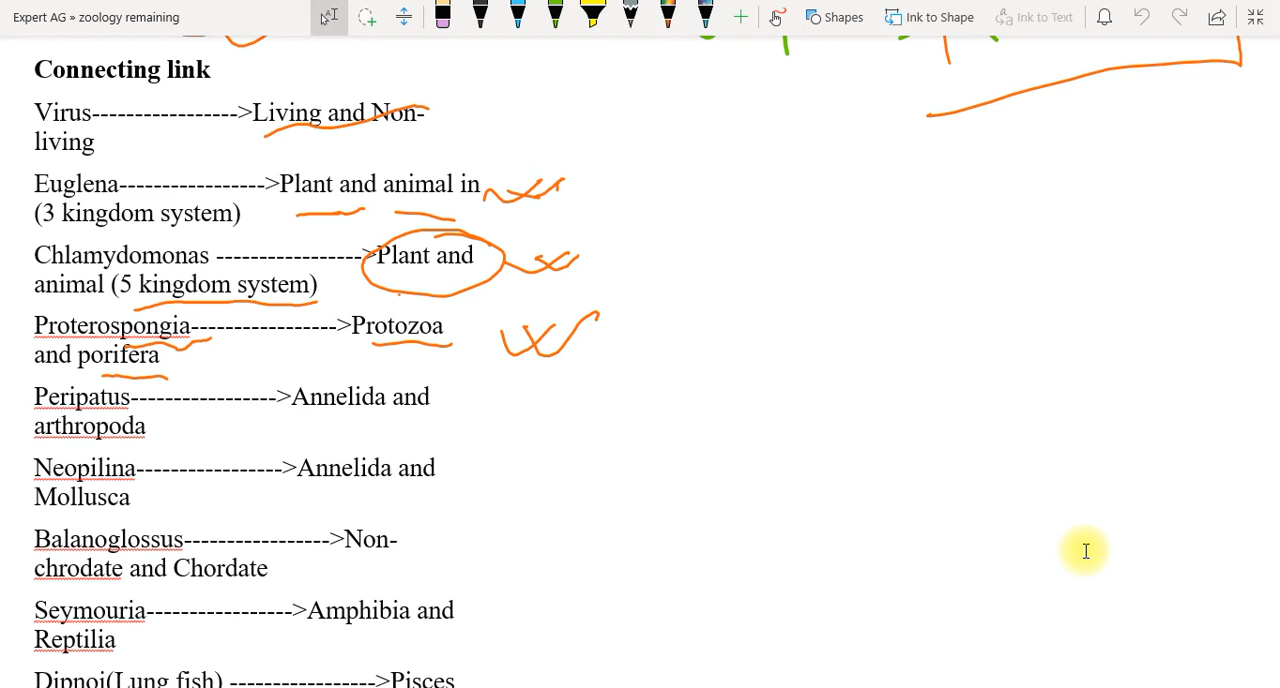 Expert AG » zoology remaining
Shapes
Ink to Shape
Ink to Text
Connecting link
Virus----------------->Living and Non-
living
Euglena----------------->Plant and animal in
(3 kingdom system)
Chlamydomonas ----------------->Plant and
animal (5 kingdom system)
Proterospongia----------------->Protozoa
and porifera
Peripatus----------------->Annelida and
arthropoda
Neopilina----------------->Annelida and
Mollusca
Balanoglossus----------------->Non-
chrodate and Chordate
Seymouria----------------->Amphibia and
Reptilia
Dipnoi(Lung fish) ----------------->Pisces